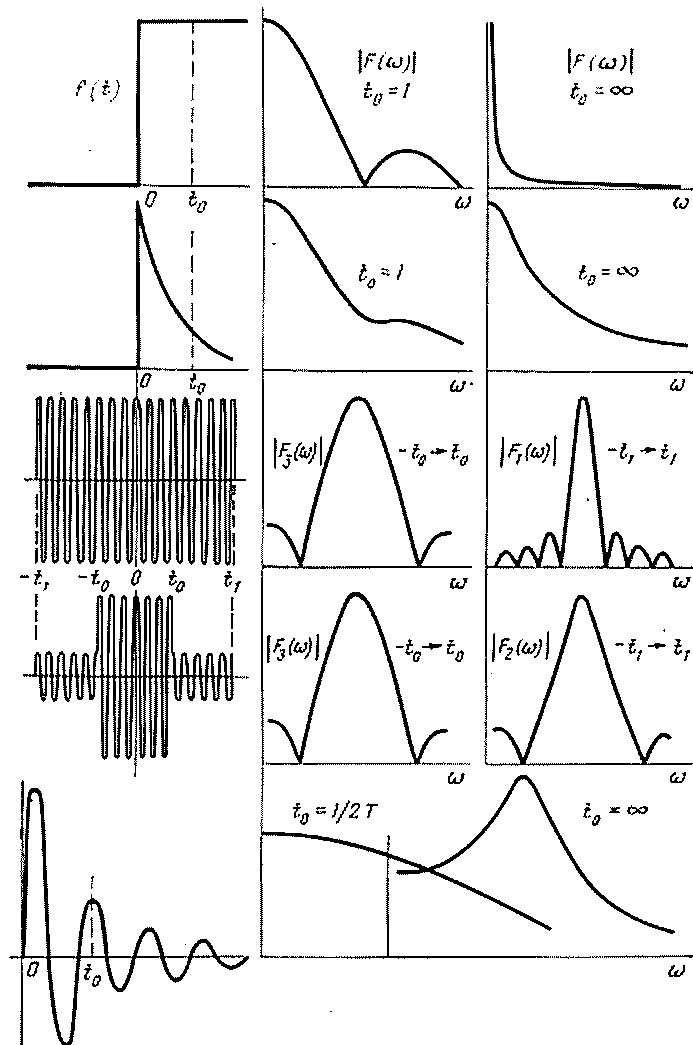 f(t)
|F(ω)|
t₀ = 1
|F(ω)|
t₀ = ∞
0 t₀ ω ω
t₀ = 1
t₀ = ∞
0 t₀ ω ω
|F₃(ω)| -t₀→t₀
|F₁(ω)| -t₁→t₁
-t₁ -t₀ 0 t₀ t₁ ω ω
|F₃(ω)| -t₀→t₀
|F₂(ω)| -t₁→t₁
ω ω
t₀ = 1/2 T
t₀ = ∞
0 t₀ ω